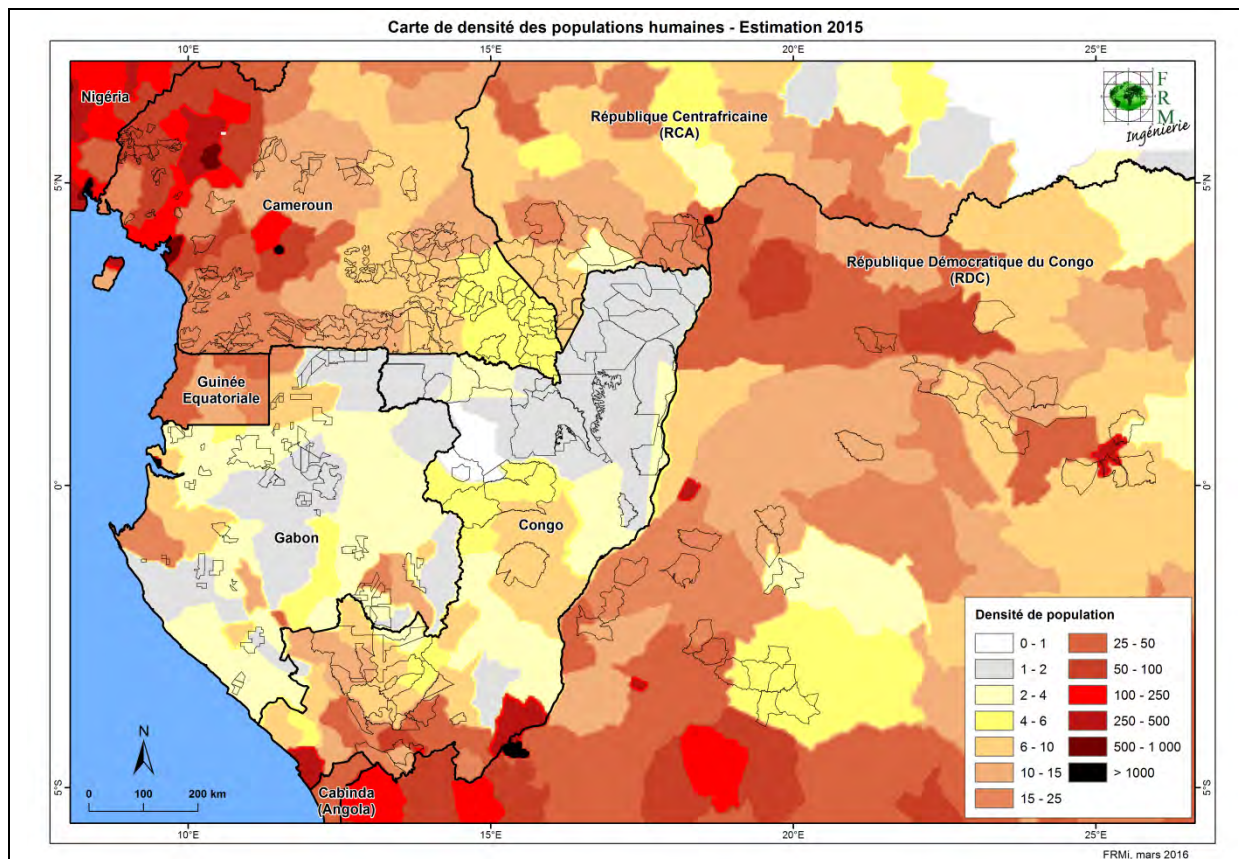 Carte de densité des populations humaines - Estimation 2015
10°E
15°E
20°E
25°E
Nigéria
République Centrafricaine
(RCA)
F
R
M
Ingénierie
5°N
5°N
Cameroun
République Démocratique du Congo
(RDC)
Guinée
Equatoriale
0°
0°
Gabon
Congo
Densité de population
0 - 1
1 - 2
2 - 4
4 - 6
6 - 10
10 - 15
15 - 25
25 - 50
50 - 100
100 - 250
250 - 500
500 - 1 000
> 1000
N
0 100 200 km
5°S
5°S
Cabinda
(Angola)
10°E
15°E
20°E
25°E
FRMi, mars 2016